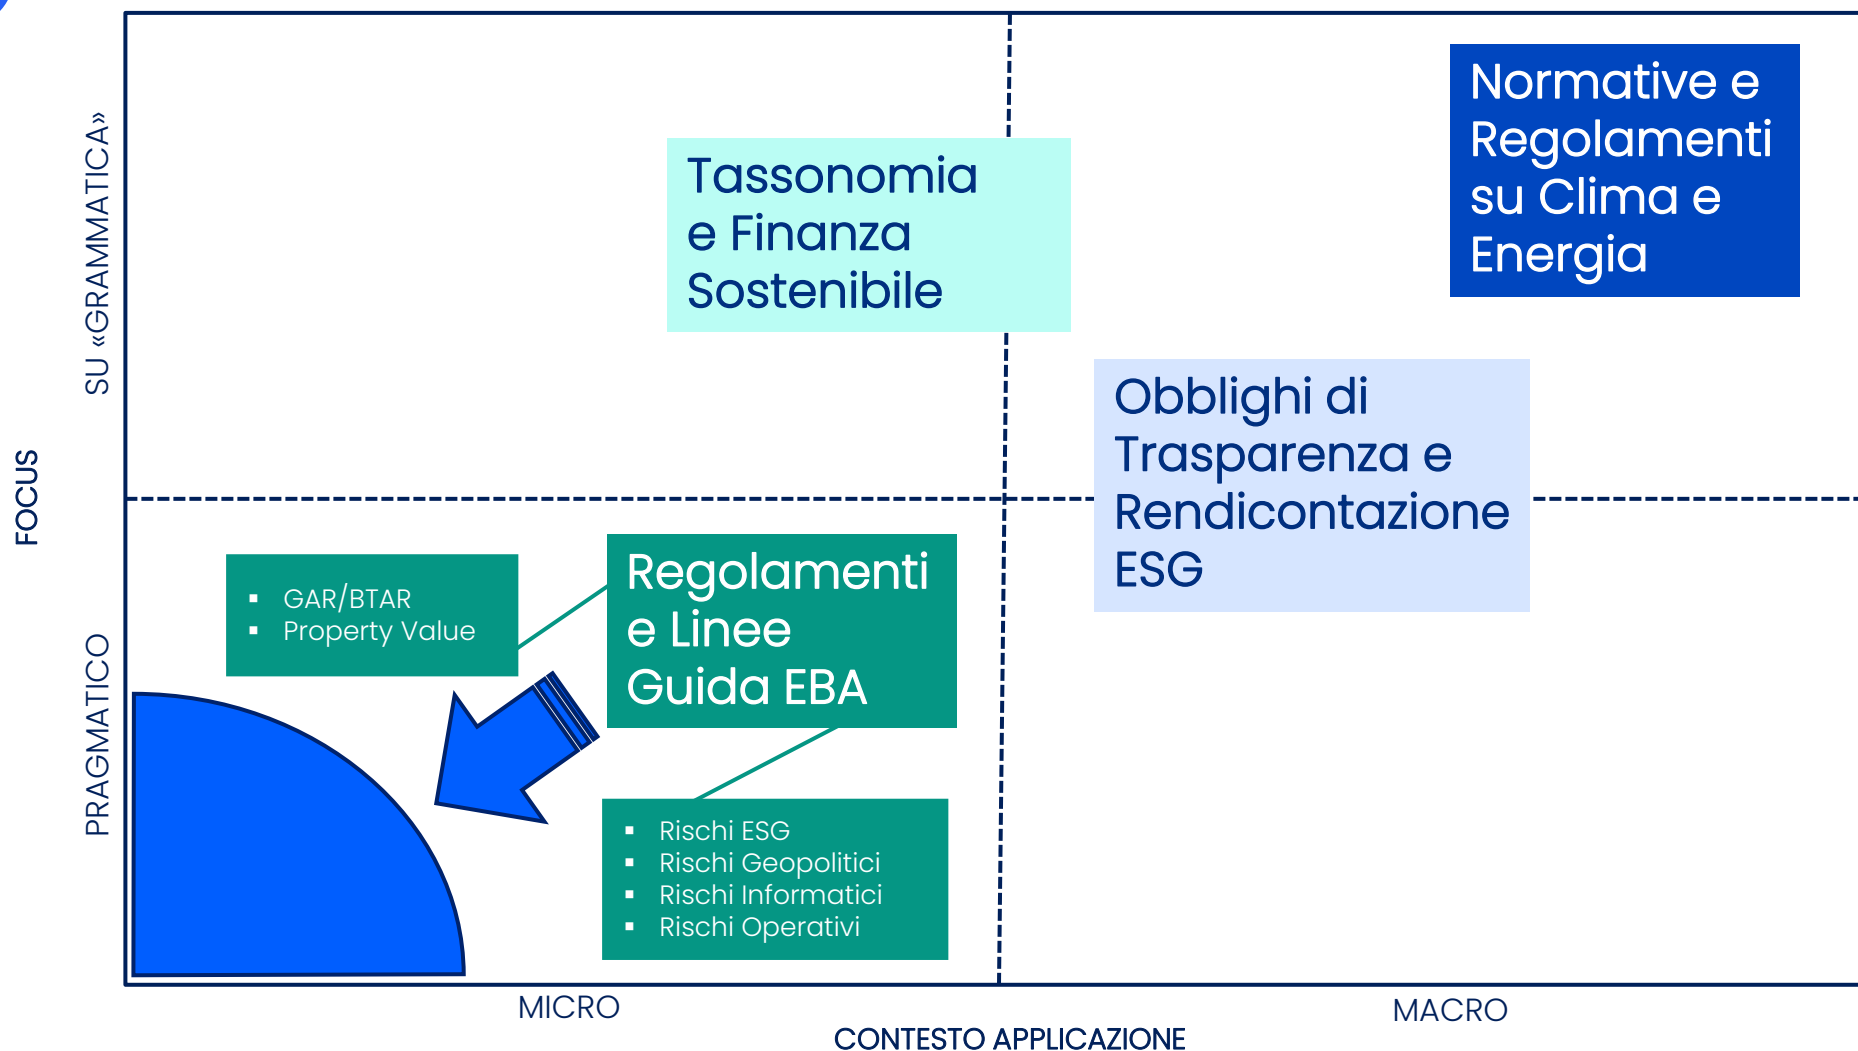 Normative e
Regolamenti
su Clima e
Energia
Tassonomia
e Finanza
Sostenibile
Obblighi di
Trasparenza e
Rendicontazione
ESG
SU «GRAMMATICA»
FOCUS
PRAGMATICO
▪ GAR/BTAR
▪ Property Value
Regolamenti
e Linee
Guida EBA
▪ Rischi ESG
▪ Rischi Geopolitici
▪ Rischi Informatici
▪ Rischi Operativi
MICRO
MACRO
CONTESTO APPLICAZIONE